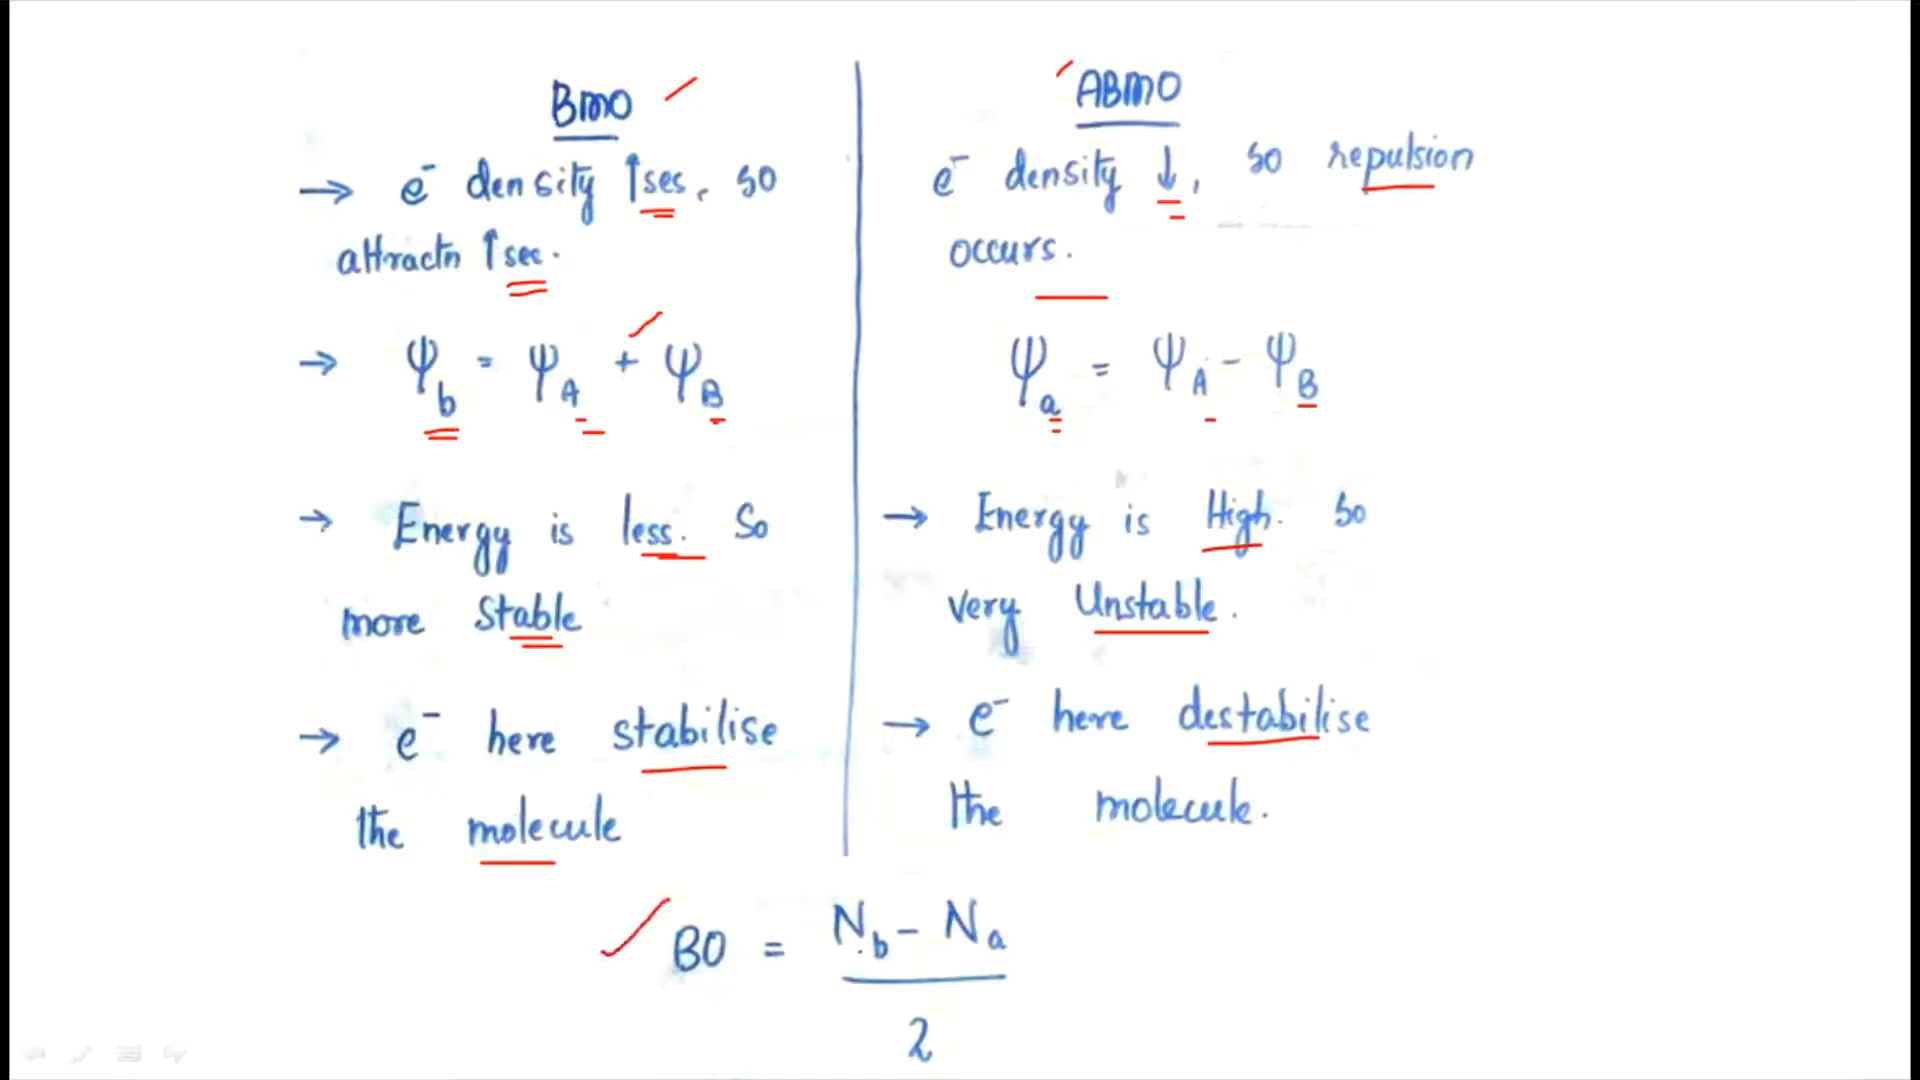 BMO
→ e⁻ density ↑ses. so
attractn ↑ses.
→ Ψb = ΨA + ΨB
→ Energy is less. So
more stable
→ e⁻ here stabilise
the molecule
ABMO
e⁻ density ↓, so repulsion
occurs.
Ψa = ΨA - ΨB
→ Energy is High. So
very Unstable.
→ e⁻ here destabilise
the molecule.
BO = Nb - Na
2